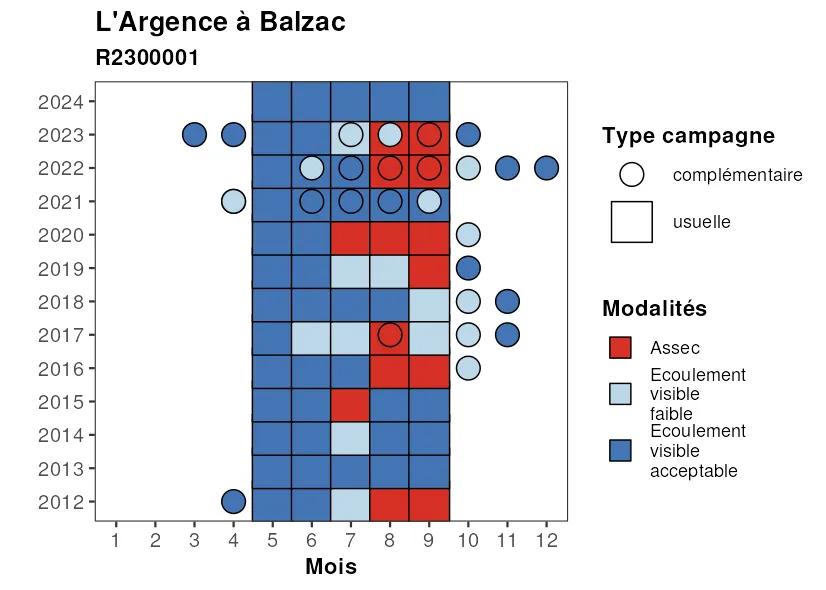 L'Argence à Balzac
R2300001
2024
2023
2022
2021
2020
2019
2018
2017
2016
2015
2014
2013
2012
1 2 3 4 5 6 7 8 9 10 11 12
Mois
Type campagne
complémentaire
usuelle
Modalités
Assec
Ecoulement
visible
faible
Ecoulement
visible
acceptable